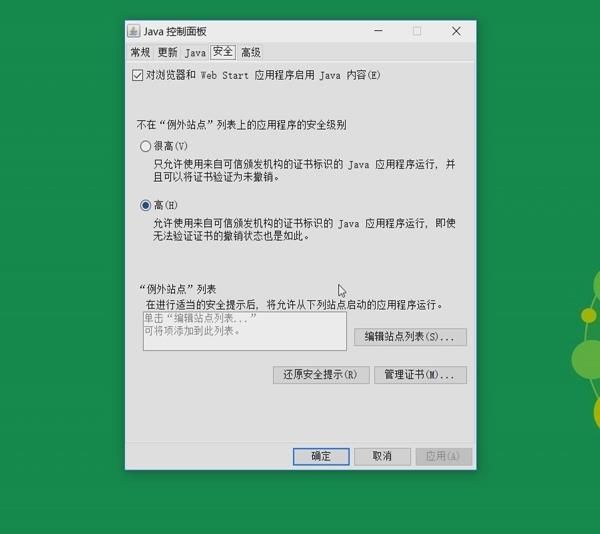 Java 控制面板
常规 更新 Java 安全 高级
对浏览器和 Web Start 应用程序启用 Java 内容(E)
不在“例外站点”列表上的应用程序的安全级别
很高(V)
只允许使用来自可信颁发机构的证书标识的 Java 应用程序运行, 并
且可以将证书验证为未撤销。
高(H)
允许使用来自可信颁发机构的证书标识的 Java 应用程序运行, 即使
无法验证证书的撤销状态也是如此。
“例外站点”列表
在进行适当的安全提示后, 将允许从下列站点启动的应用程序运行。
单击“编辑站点列表...”
可将项添加到此列表。
编辑站点列表(S)...
还原安全提示(R) 管理证书(M)...
确定 取消 应用(A)